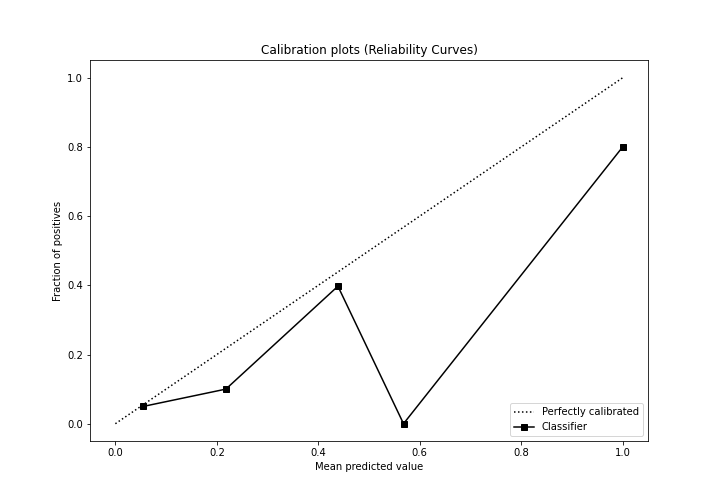 Calibration plots (Reliability Curves)
1.0
0.8
0.6
0.4
0.2
0.0
Fraction of positives
0.0 0.2 0.4 0.6 0.8 1.0
Mean predicted value
Perfectly calibrated
Classifier